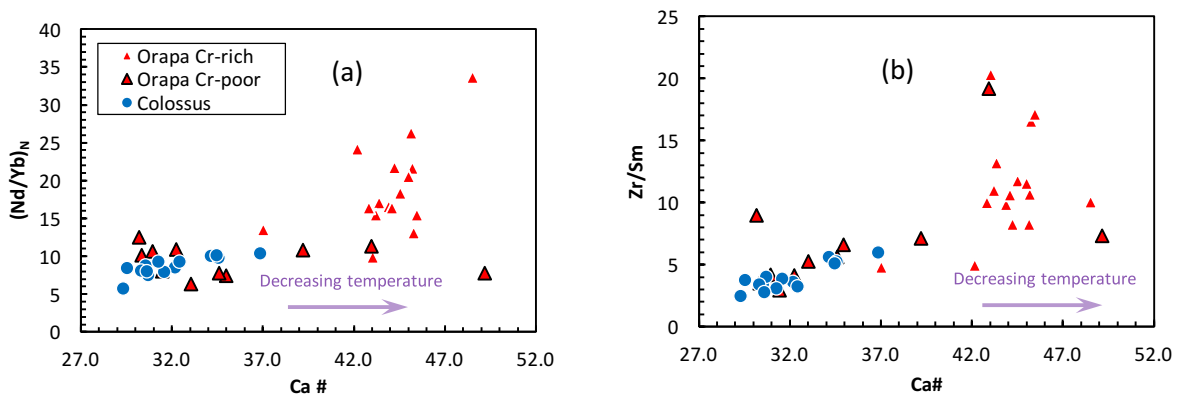 40
35
30
25
20
15
10
5
0
(Nd/Yb)N
Orapa Cr-rich
Orapa Cr-poor
Colossus
(a)
Decreasing temperature
27.0 32.0 37.0 42.0 47.0 52.0
Ca #
25
20
15
10
5
0
Zr/Sm
(b)
Decreasing temperature
27.0 32.0 37.0 42.0 47.0 52.0
Ca#